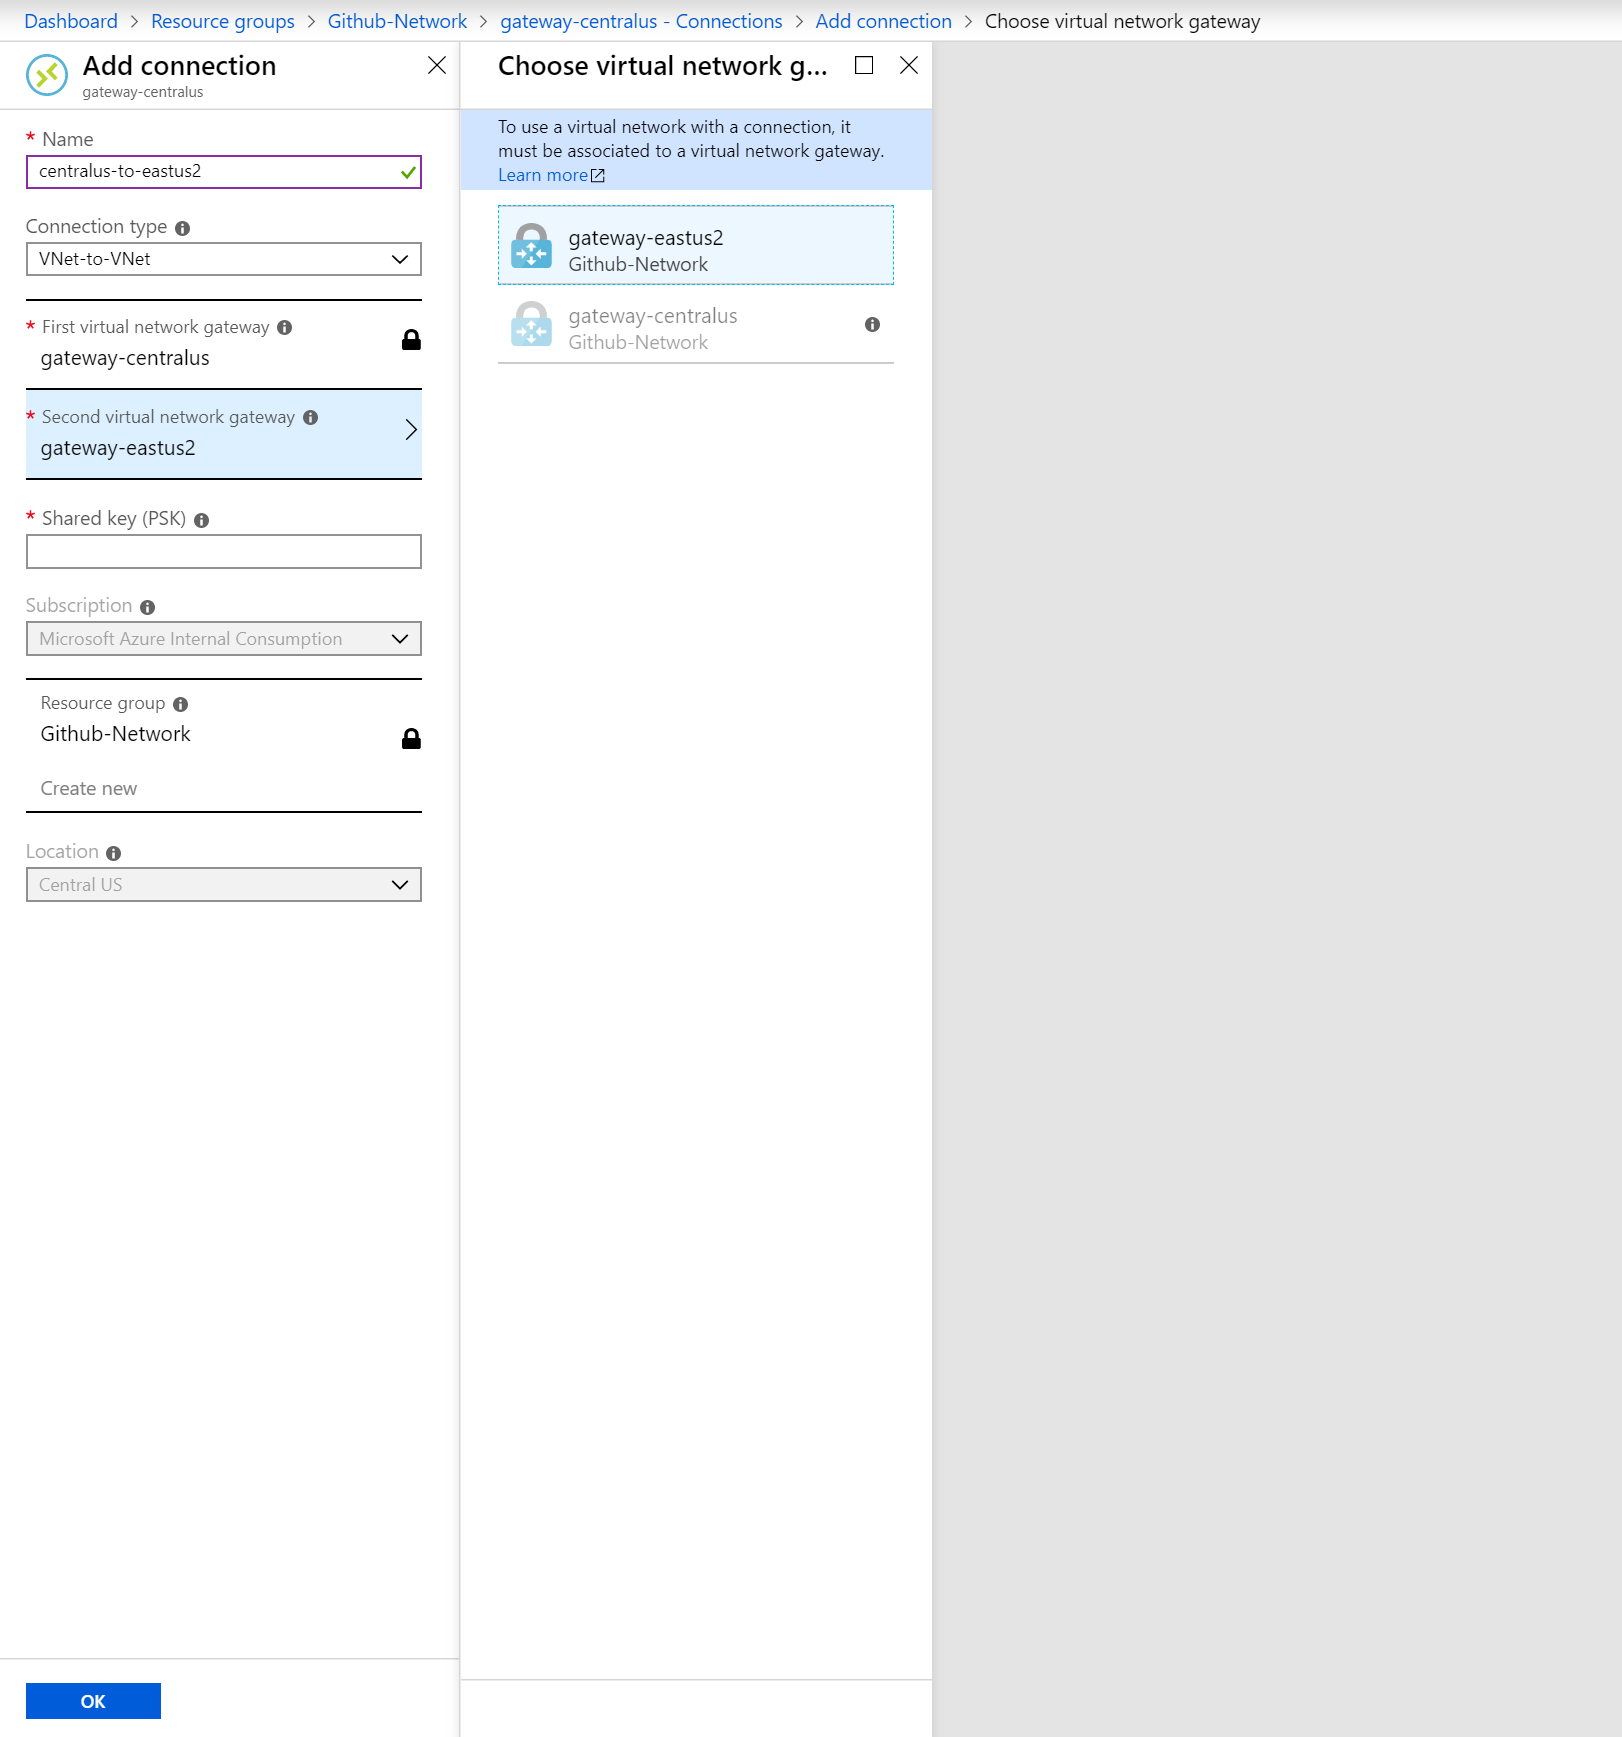 Dashboard > Resource groups > Github-Network > gateway-centralus - Connections > Add connection > Choose virtual network gateway
Add connection
gateway-centralus
* Name
centralus-to-eastus2
Connection type
VNet-to-VNet
* First virtual network gateway
gateway-centralus
* Second virtual network gateway
gateway-eastus2
* Shared key (PSK)
Subscription
Microsoft Azure Internal Consumption
Resource group
Github-Network
Create new
Location
Central US
OK
Choose virtual network g...
To use a virtual network with a connection, it
must be associated to a virtual network gateway.
Learn more
gateway-eastus2
Github-Network
gateway-centralus
Github-Network